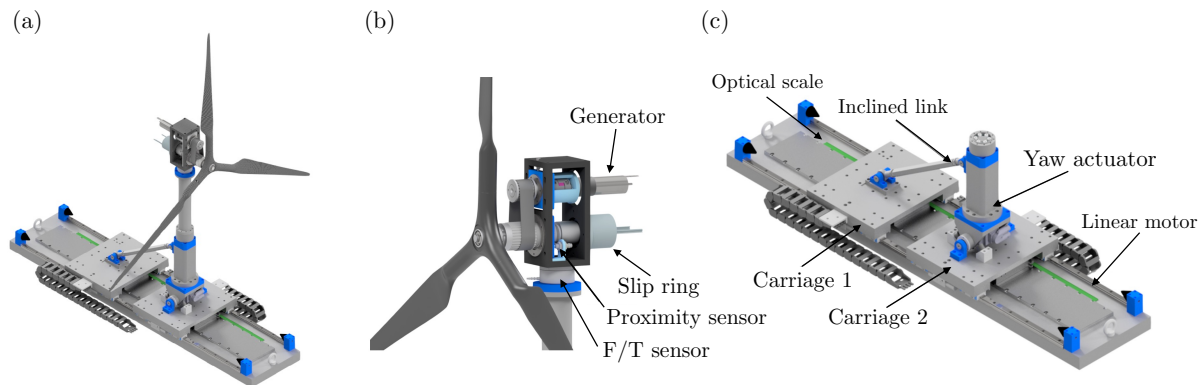 (a)
(b)
(c)
Generator
Slip ring
Proximity sensor
F/T sensor
Optical scale
Inclined link
Yaw actuator
Linear motor
Carriage 1
Carriage 2